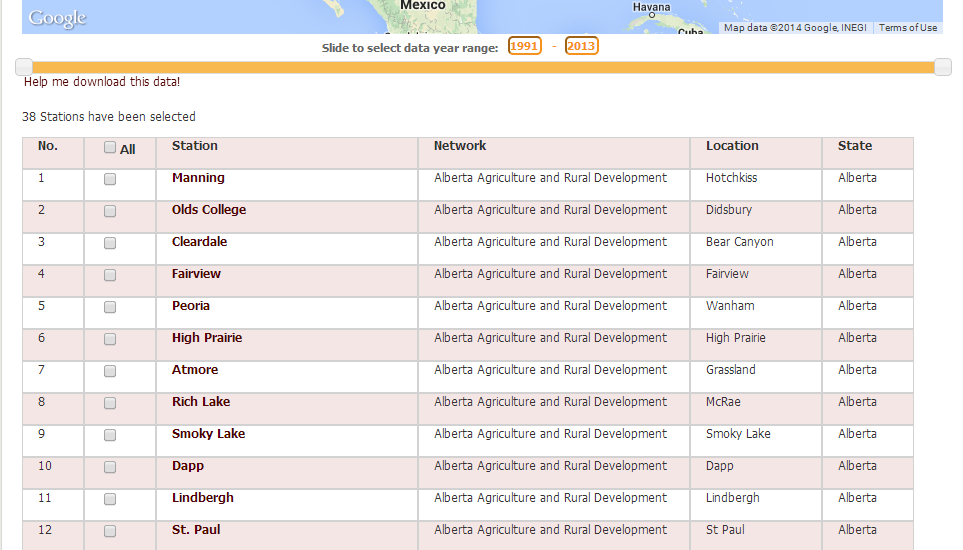 Mexico
Havana
Cuba
Google
Map data ©2014 Google, INEGI Terms of Use
Slide to select data year range: 1991 - 2013
Help me download this data!
38 Stations have been selected
No. All Station Network Location State
1 Manning Alberta Agriculture and Rural Development Hotchkiss Alberta
2 Olds College Alberta Agriculture and Rural Development Didsbury Alberta
3 Cleardale Alberta Agriculture and Rural Development Bear Canyon Alberta
4 Fairview Alberta Agriculture and Rural Development Fairview Alberta
5 Peoria Alberta Agriculture and Rural Development Wanham Alberta
6 High Prairie Alberta Agriculture and Rural Development High Prairie Alberta
7 Atmore Alberta Agriculture and Rural Development Grassland Alberta
8 Rich Lake Alberta Agriculture and Rural Development McRae Alberta
9 Smoky Lake Alberta Agriculture and Rural Development Smoky Lake Alberta
10 Dapp Alberta Agriculture and Rural Development Dapp Alberta
11 Lindbergh Alberta Agriculture and Rural Development Lindbergh Alberta
12 St. Paul Alberta Agriculture and Rural Development St Paul Alberta